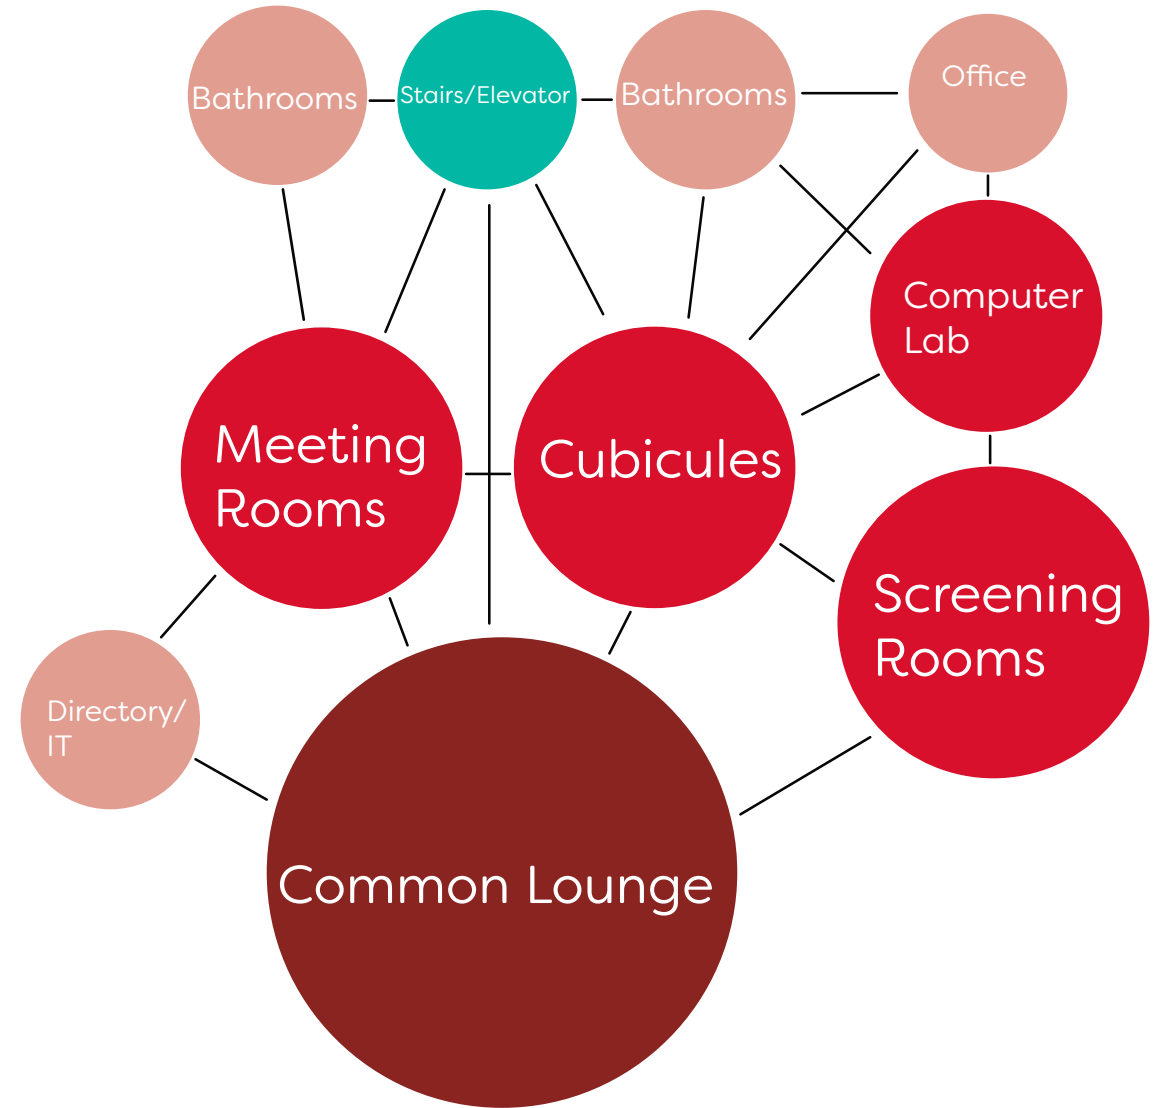 Bathrooms
Stairs/Elevator
Bathrooms
Office
Computer
Lab
Meeting
Rooms
Cubicules
Screening
Rooms
Directory/
IT
Common Lounge